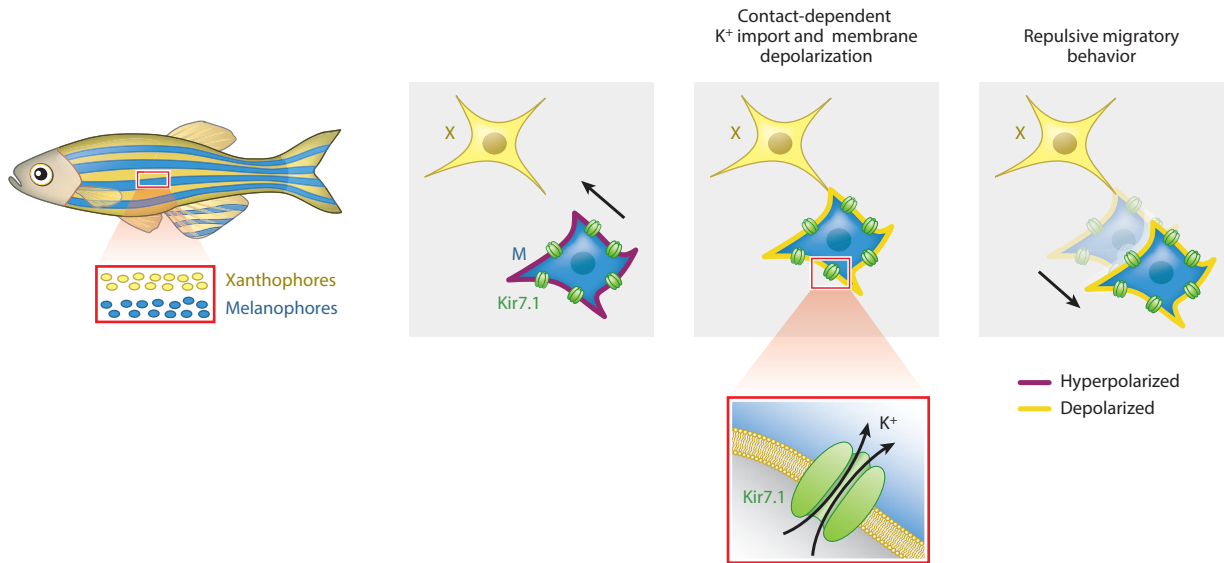 Contact-dependent
K⁺ import and membrane
depolarization
Repulsive migratory
behavior
X
X
X
M
Kir7.1
Xanthophores
Melanophores
Hyperpolarized
Depolarized
K⁺
Kir7.1